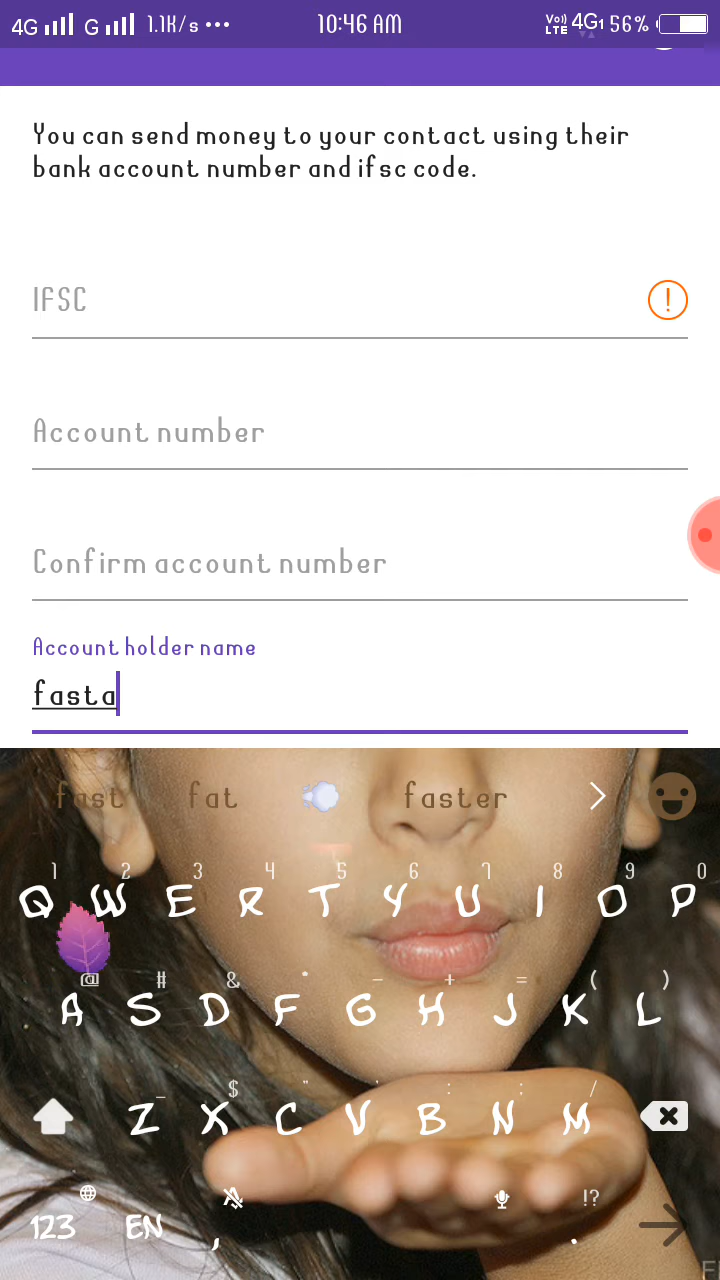 4G G 1.1K/s ... 10:46 AM Vo)) LTE 4G1 56%
You can send money to your contact using their
bank account number and ifsc code.
IFSC
Account number
Confirm account number
Account holder name
fasta
fast fat faster
1 2 3 4 5 6 7 8 9 0
Q W E R T Y U I O P
@ # & * - + = ( )
A S D F G H J K L
_ $ " ' : ; /
Z X C V B N M
!?
123 EN , .